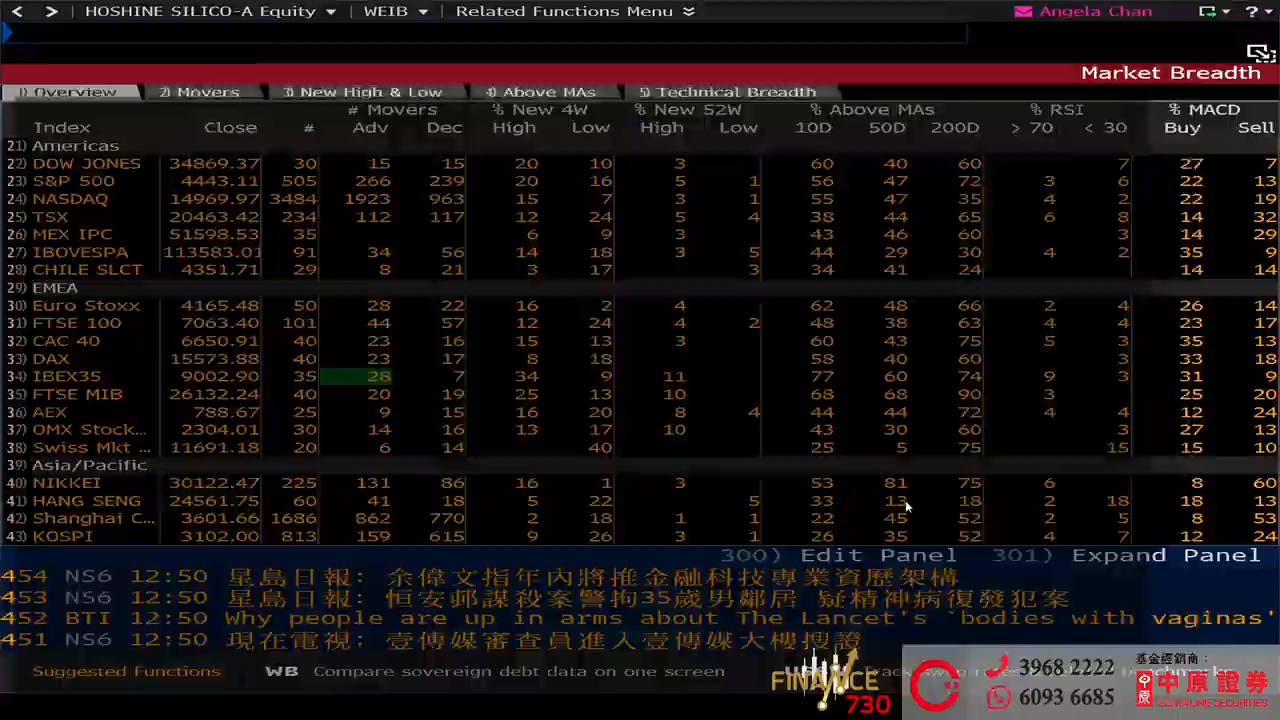 HOSHINE SILICO-A Equity WEIB Related Functions Menu Angela Chan ?
Market Breadth
1) Overview 2) Movers 3) New High & Low 4) Above MAs 5) Technical Breadth
# Movers % New 4W % New 52W % Above MAs % RSI % MACD
Index Close # Adv Dec High Low High Low 10D 50D 200D > 70 < 30 Buy Sell
21) Americas
22) DOW JONES 34869.37 30 15 15 20 10 3 60 40 60 7 27 7
23) S&P 500 4443.11 505 266 239 20 16 5 1 56 47 72 3 6 22 13
24) NASDAQ 14969.97 3484 1923 963 15 7 3 1 55 47 35 4 2 22 19
25) TSX 20463.42 234 112 117 12 24 5 4 38 44 65 6 8 14 32
26) MEX IPC 51598.53 35 6 9 3 43 46 60 3 14 29
27) IBOVESPA 113583.01 91 34 56 14 18 3 5 44 29 30 4 2 35 9
28) CHILE SLCT 4351.71 29 8 21 3 17 3 34 41 24 14 14
29) EMEA
30) Euro Stoxx 4165.48 50 28 22 16 2 4 62 48 66 2 4 26 14
31) FTSE 100 7063.40 101 44 57 12 24 4 2 48 38 63 4 4 23 17
32) CAC 40 6650.91 40 23 16 15 13 3 60 43 75 5 3 35 13
33) DAX 15573.88 40 23 17 8 18 58 40 60 33 18
34) IBEX35 9002.90 35 28 7 34 9 11 77 60 74 9 3 31 9
35) FTSE MIB 26132.24 40 20 19 25 13 10 68 68 90 3 25 20
36) AEX 788.67 25 9 15 16 20 8 4 44 44 72 4 4 12 24
37) OMX Stock... 2304.01 30 14 16 13 17 10 43 30 60 3 27 13
38) Swiss Mkt ... 11691.18 20 6 14 40 25 5 75 15 15 10
39) Asia/Pacific
40) NIKKEI 30122.47 225 131 86 16 1 3 53 81 75 6 8 60
41) HANG SENG 24561.75 60 41 18 5 22 5 33 13 18 2 18 18 13
42) Shanghai C... 3601.66 1686 862 770 2 18 1 1 22 45 52 2 5 8 53
43) KOSPI 3102.00 813 159 615 9 26 3 1 26 35 52 4 7 12 24
300) Edit Panel 301) Expand Panel
454 NS6 12:50 星島日報: 余偉文指年內將推金融科技專業資歷架構
453 NS6 12:50 星島日報: 恒安邨謀殺案警拘35歲男鄰居 疑精神病復發犯案
452 BTI 12:50 Why people are up in arms about The Lancet's `bodies with vaginas'
451 NS6 12:50 現在電視: 壹傳媒審查員進入壹傳媒大樓搜證
Suggested Functions WB Compare sovereign debt data on one screen
FINANCE 730
3968 2222
6093 6685
基金經銷商:
中原證券